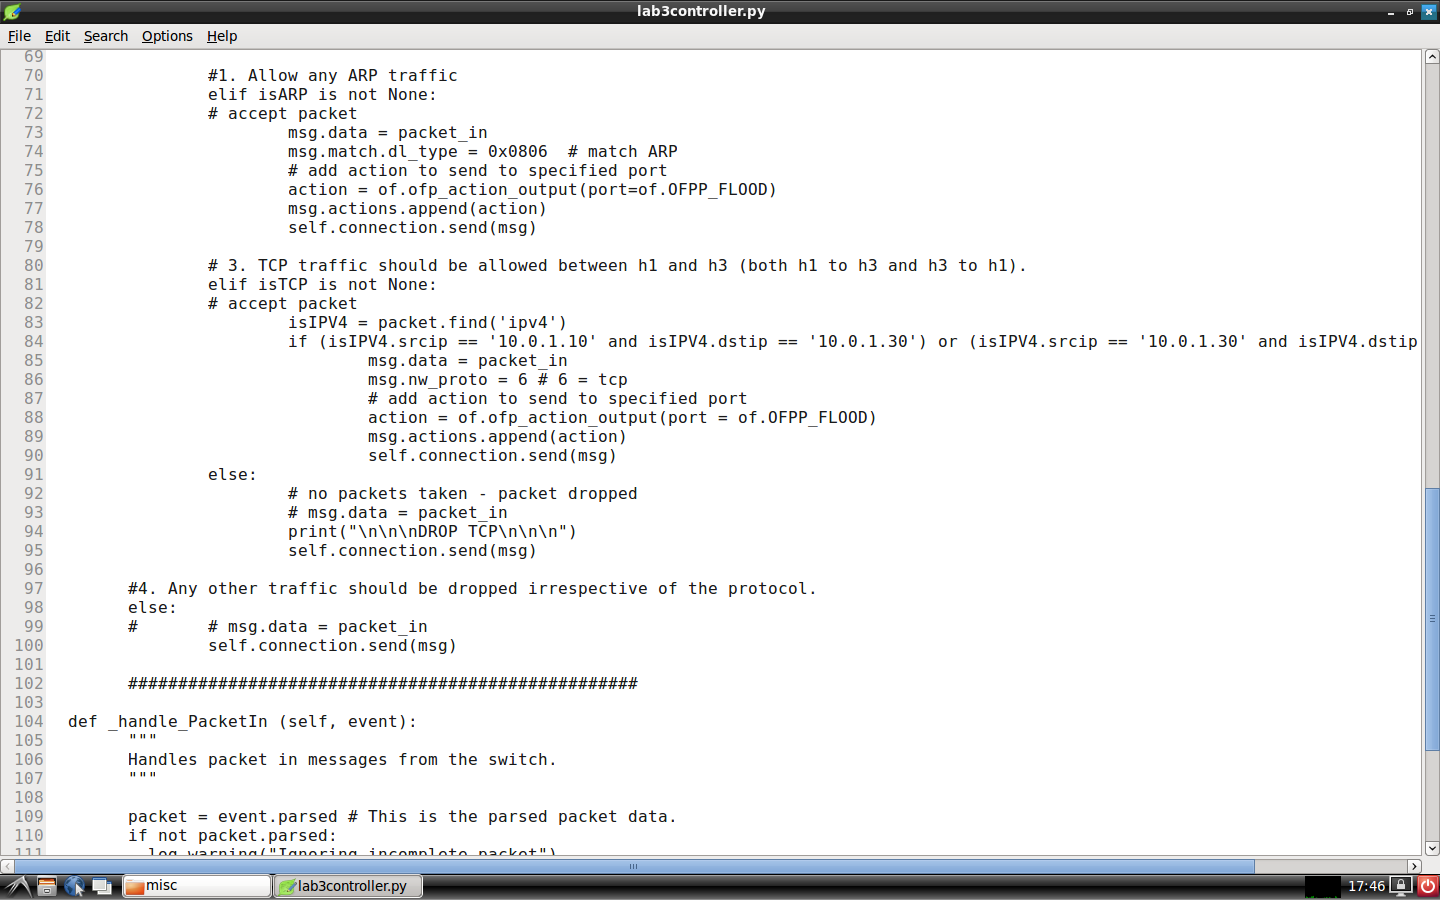 lab3controller.py
File Edit Search Options Help
69
70 #1. Allow any ARP traffic
71 elif isARP is not None:
72 # accept packet
73 msg.data = packet_in
74 msg.match.dl_type = 0x0806  # match ARP
75 # add action to send to specified port
76 action = of.ofp_action_output(port=of.OFPP_FLOOD)
77 msg.actions.append(action)
78 self.connection.send(msg)
79
80 # 3. TCP traffic should be allowed between h1 and h3 (both h1 to h3 and h3 to h1).
81 elif isTCP is not None:
82 # accept packet
83 isIPV4 = packet.find('ipv4')
84 if (isIPV4.srcip == '10.0.1.10' and isIPV4.dstip == '10.0.1.30') or (isIPV4.srcip == '10.0.1.30' and isIPV4.dstip
85 msg.data = packet_in
86 msg.nw_proto = 6 # 6 = tcp
87 # add action to send to specified port
88 action = of.ofp_action_output(port = of.OFPP_FLOOD)
89 msg.actions.append(action)
90 self.connection.send(msg)
91 else:
92 # no packets taken - packet dropped
93 # msg.data = packet_in
94 print("\n\n\nDROP TCP\n\n\n")
95 self.connection.send(msg)
96
97 #4. Any other traffic should be dropped irrespective of the protocol.
98 else:
99 #       # msg.data = packet_in
100 self.connection.send(msg)
101
102 ###################################################
103
104 def _handle_PacketIn (self, event):
105 """
106 Handles packet in messages from the switch.
107 """
108
109 packet = event.parsed # This is the parsed packet data.
110 if not packet.parsed:
111 log.warning("Ignoring incomplete packet")
misc lab3controller.py 17:46